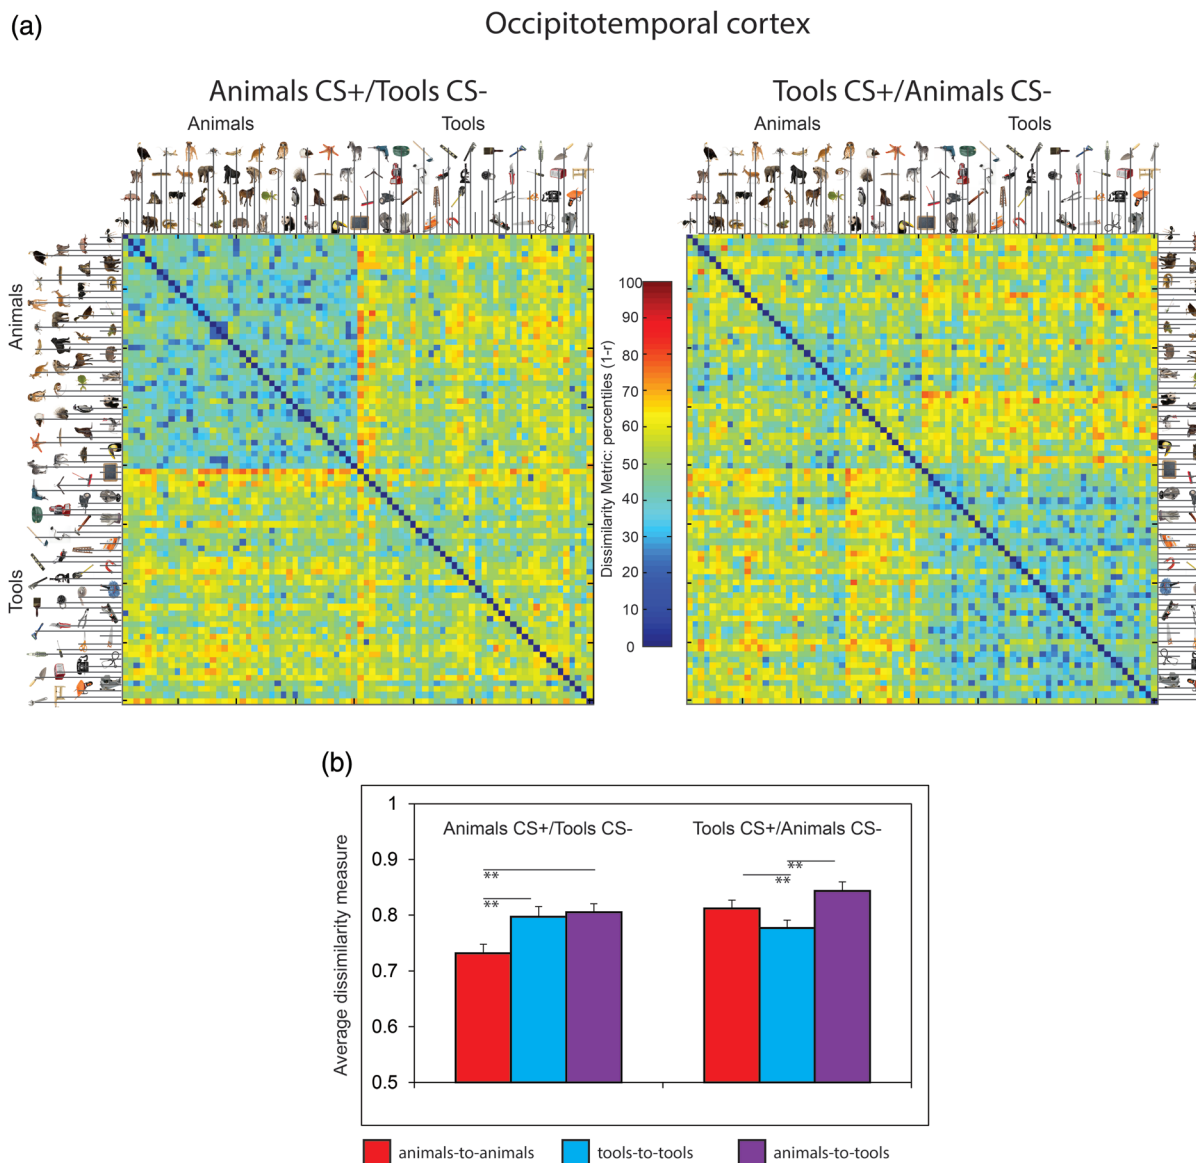 (a)
Occipitotemporal cortex
Animals CS+/Tools CS-
Tools CS+/Animals CS-
Animals
Tools
Animals
Tools
Animals
Tools
100
90
80
70
60
50
40
30
20
10
0
Dissimilarity Metric: percentiles (1-r)
(b)
1
0.9
0.8
0.7
0.6
0.5
Average dissimilarity measure
Animals CS+/Tools CS-
Tools CS+/Animals CS-
**
**
**
**
animals-to-animals
tools-to-tools
animals-to-tools